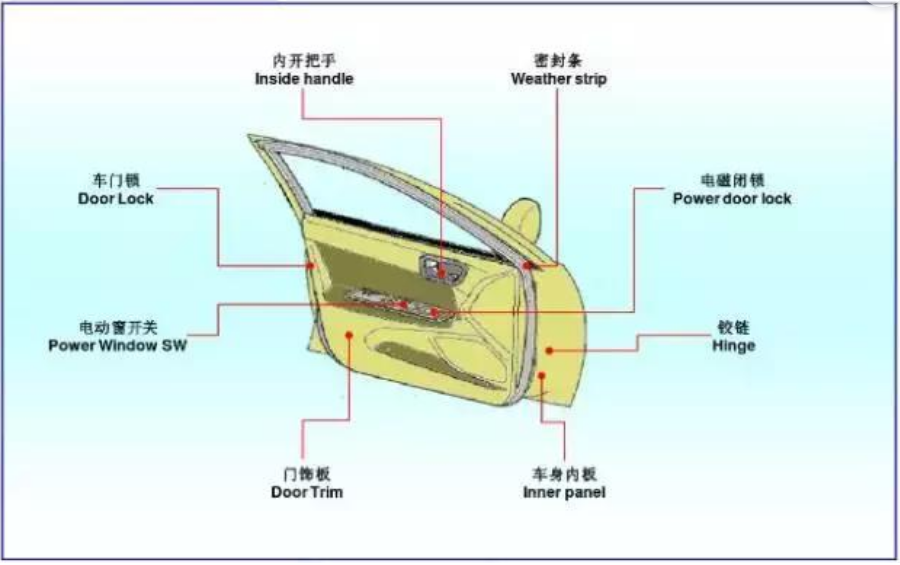 内开把手
Inside handle
密封条
Weather strip
车门锁
Door Lock
电磁闭锁
Power door lock
电动窗开关
Power Window SW
铰链
Hinge
门饰板
Door Trim
车身内板
Inner panel